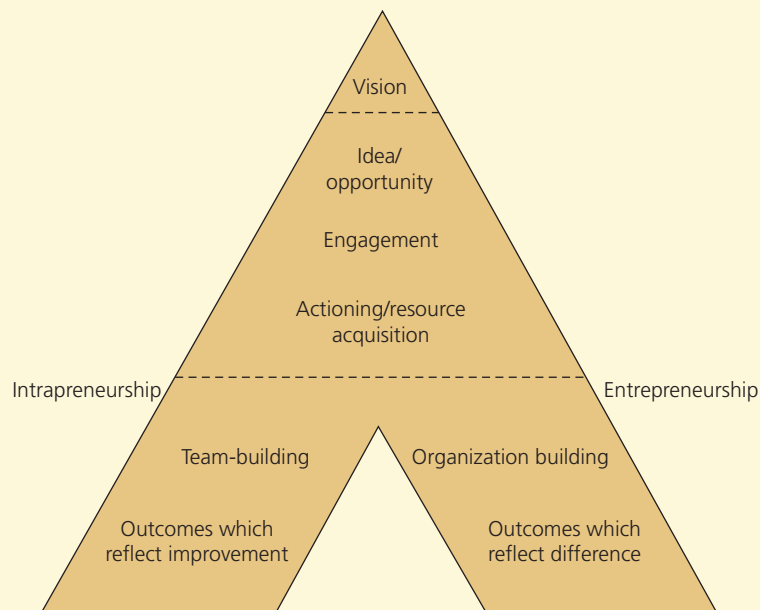 Vision
Idea/
opportunity
Engagement
Actioning/resource
acquisition
Intrapreneurship
Entrepreneurship
Team-building
Organization building
Outcomes which
reflect improvement
Outcomes which
reflect difference